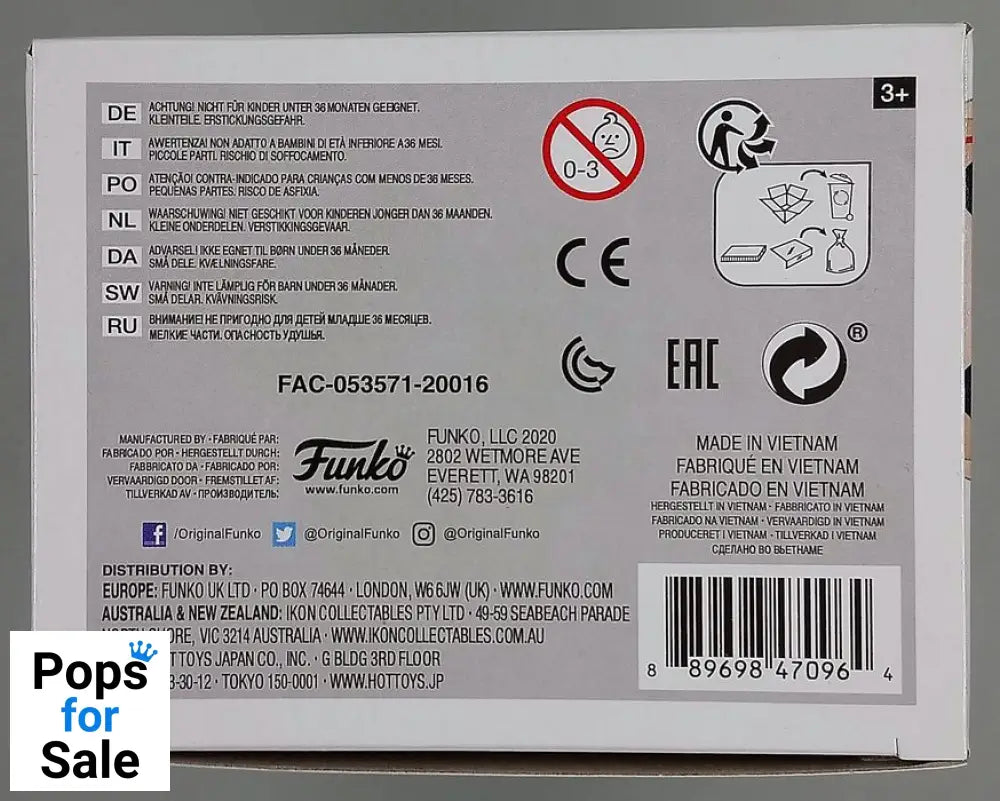 3+
DE ACHTUNG! NICHT FÜR KINDER UNTER 36 MONATEN GEEIGNET.
KLEINTEILE. ERSTICKUNGSGEFAHR.
IT AVVERTENZA! NON ADATTO A BAMBINI DI ETÀ INFERIORE A 36 MESI.
PICCOLE PARTI. RISCHIO DI SOFFOCAMENTO.
PO ATENÇÃO! CONTRA-INDICADO PARA CRIANÇAS COM MENOS DE 36 MESES.
PEQUENAS PARTES. RISCO DE ASFIXIA.
NL WAARSCHUWING! NIET GESCHIKT VOOR KINDEREN JONGER DAN 36 MAANDEN.
KLEINE ONDERDELEN. VERSTIKKINGSGEVAAR.
DA ADVARSEL! IKKE EGNET TIL BØRN UNDER 36 MÅNEDER.
SMÅ DELE. KVÆLNINGSFARE.
SW VARNING! INTE LÄMPLIG FÖR BARN UNDER 36 MÅNADER.
SMÅ DELAR. KVÄVNINGSRISK.
RU ВНИМАНИЕ! НЕ ПРИГОДНО ДЛЯ ДЕТЕЙ МЛАДШЕ 36 МЕСЯЦЕВ.
МЕЛКИЕ ЧАСТИ. ОПАСНОСТЬ УДУШЬЯ.
0-3
CE
EAC
®
FAC-053571-20016
MANUFACTURED BY · FABRIQUÉ PAR:
FABRICADO POR · HERGESTELLT DURCH:
FABBRICATO DA · FABRICADO POR:
VERVAARDIGD DOOR · FREMSTILLET AF:
TILLVERKAD AV · ПРОИЗВОДИТЕЛЬ:
Funko
www.funko.com
FUNKO, LLC 2020
2802 WETMORE AVE
EVERETT, WA 98201
(425) 783-3616
MADE IN VIETNAM
FABRIQUÉ EN VIETNAM
FABRICADO EN VIETNAM
HERGESTELLT IN VIETNAM · FABBRICATO IN VIETNAM
FABRICADO NA VIETNAM · VERVAARDIGD IN VIETNAM
PRODUCERET I VIETNAM · TILLVERKAD I VIETNAM
СДЕЛАНО ВО ВЬЕТНАМЕ
/OriginalFunko @OriginalFunko @OriginalFunko
DISTRIBUTION BY:
EUROPE: FUNKO UK LTD · PO BOX 74644 · LONDON, W6 6JW (UK) · WWW.FUNKO.COM
AUSTRALIA & NEW ZEALAND: IKON COLLECTABLES PTY LTD · 49-59 SEABEACH PARADE
NORTH SHORE, VIC 3214 AUSTRALIA · WWW.IKONCOLLECTABLES.COM.AU
HOTTOYS JAPAN CO., INC. · G BLDG 3RD FLOOR
3-30-12 · TOKYO 150-0001 · WWW.HOTTOYS.JP
8 89698 47096 4
Pops
for
Sale